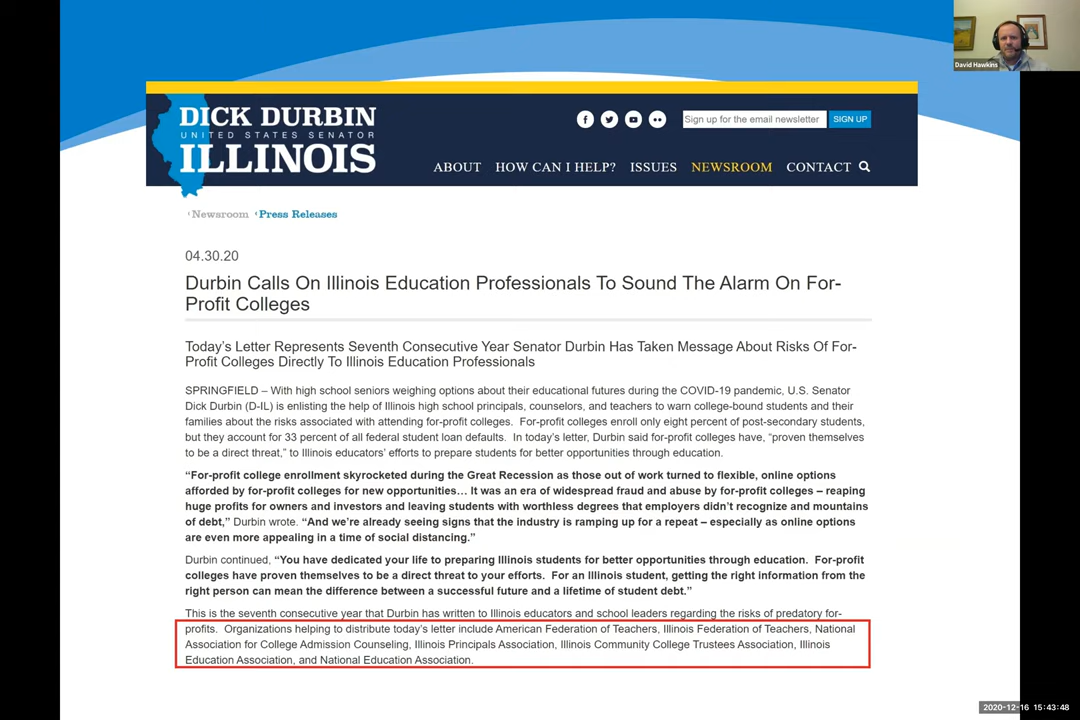 David Hawkins
DICK DURBIN
UNITED STATES SENATOR
ILLINOIS
Sign up for the email newsletter
SIGN UP
ABOUT HOW CAN I HELP? ISSUES NEWSROOM CONTACT
‹Newsroom ‹Press Releases
04.30.20
Durbin Calls On Illinois Education Professionals To Sound The Alarm On For-
Profit Colleges
Today’s Letter Represents Seventh Consecutive Year Senator Durbin Has Taken Message About Risks Of For-
Profit Colleges Directly To Illinois Education Professionals
SPRINGFIELD – With high school seniors weighing options about their educational futures during the COVID-19 pandemic, U.S. Senator
Dick Durbin (D-IL) is enlisting the help of Illinois high school principals, counselors, and teachers to warn college-bound students and their
families about the risks associated with attending for-profit colleges.  For-profit colleges enroll only eight percent of post-secondary students,
but they account for 33 percent of all federal student loan defaults.  In today’s letter, Durbin said for-profit colleges have, “proven themselves
to be a direct threat,” to Illinois educators’ efforts to prepare students for better opportunities through education.
“For-profit college enrollment skyrocketed during the Great Recession as those out of work turned to flexible, online options
afforded by for-profit colleges for new opportunities… It was an era of widespread fraud and abuse by for-profit colleges – reaping
huge profits for owners and investors and leaving students with worthless degrees that employers didn’t recognize and mountains
of debt,” Durbin wrote.  “And we’re already seeing signs that the industry is ramping up for a repeat – especially as online options
are even more appealing in a time of social distancing.”
Durbin continued, “You have dedicated your life to preparing Illinois students for better opportunities through education.  For-profit
colleges have proven themselves to be a direct threat to your efforts.  For an Illinois student, getting the right information from the
right person can mean the difference between a successful future and a lifetime of student debt.”
This is the seventh consecutive year that Durbin has written to Illinois educators and school leaders regarding the risks of predatory for-
profits.  Organizations helping to distribute today’s letter include American Federation of Teachers, Illinois Federation of Teachers, National
Association for College Admission Counseling, Illinois Principals Association, Illinois Community College Trustees Association, Illinois
Education Association, and National Education Association.
2020-12-16 15:43:48